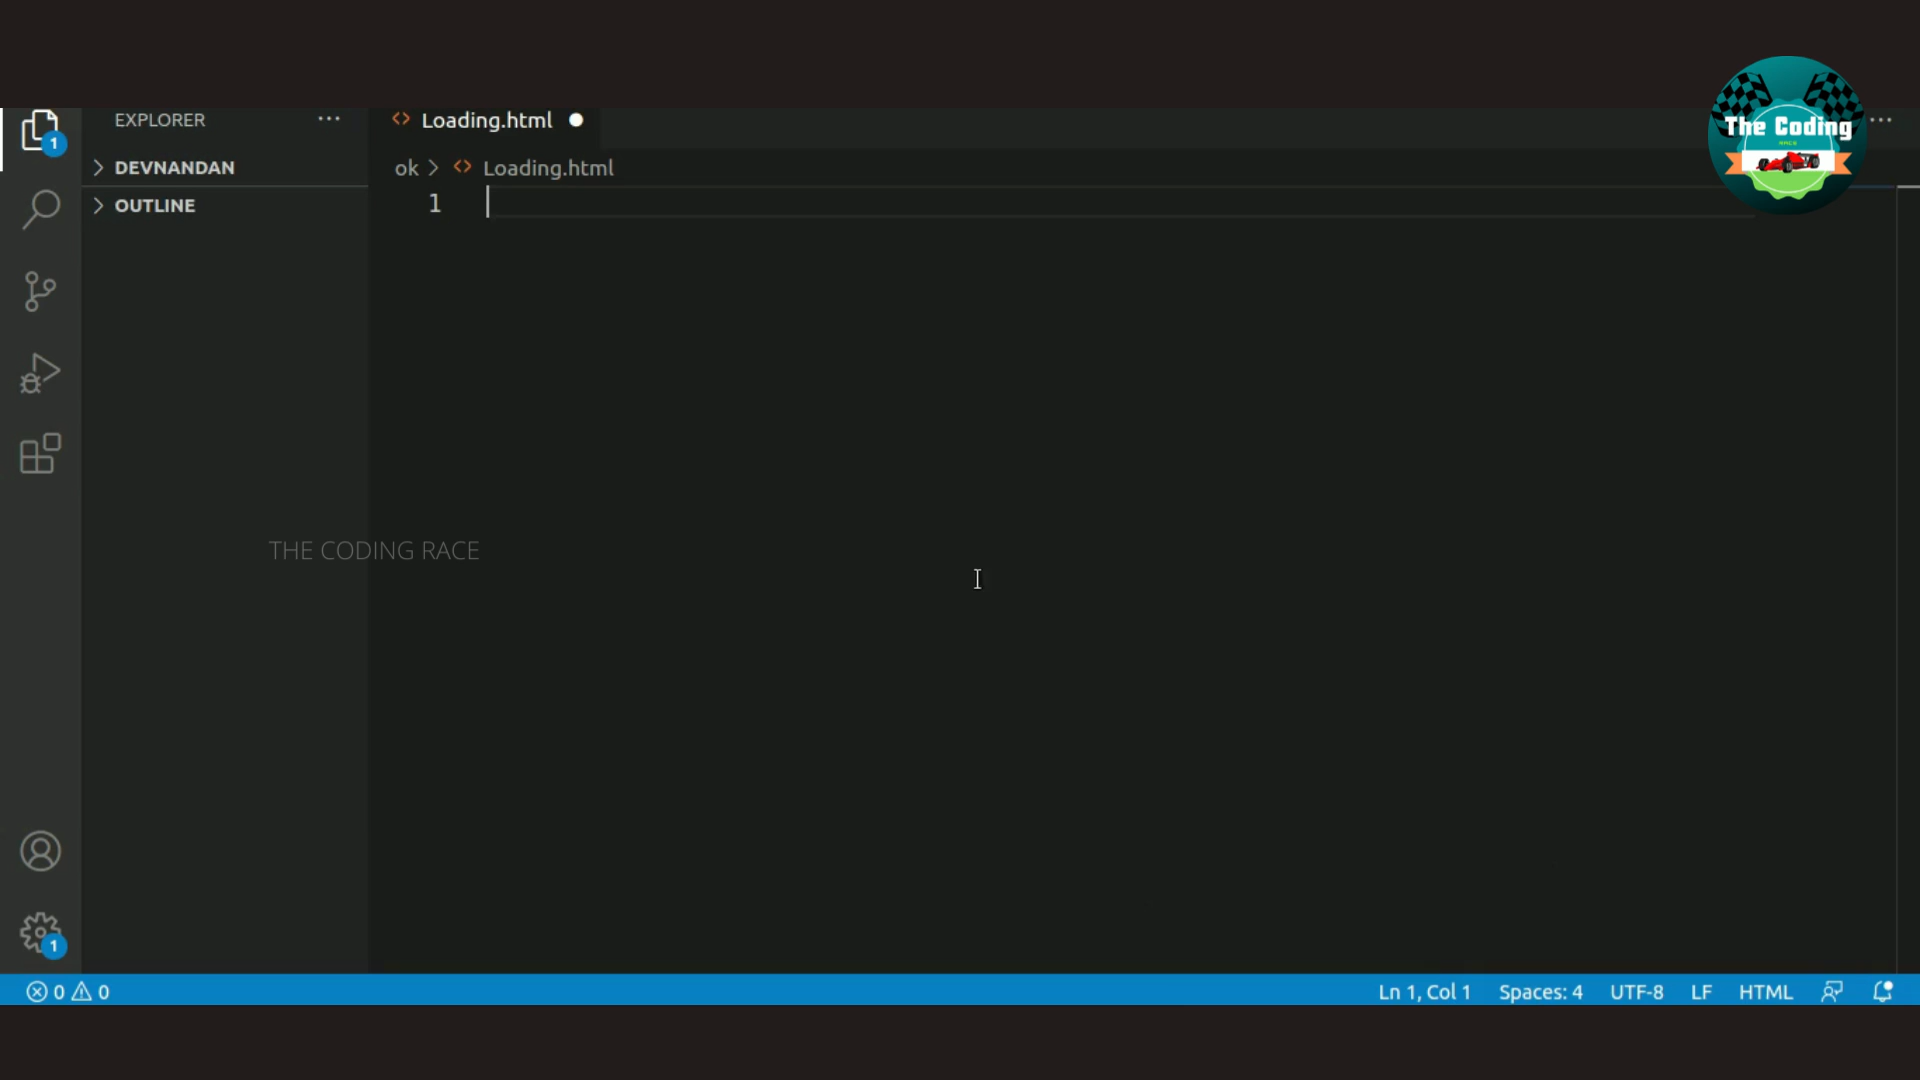 The Coding
RACE
EXPLORER
Loading.html
1
DEVNANDAN
ok > Loading.html
OUTLINE
1
THE CODING RACE
1
0 0
Ln 1, Col 1 Spaces: 4 UTF-8 LF HTML